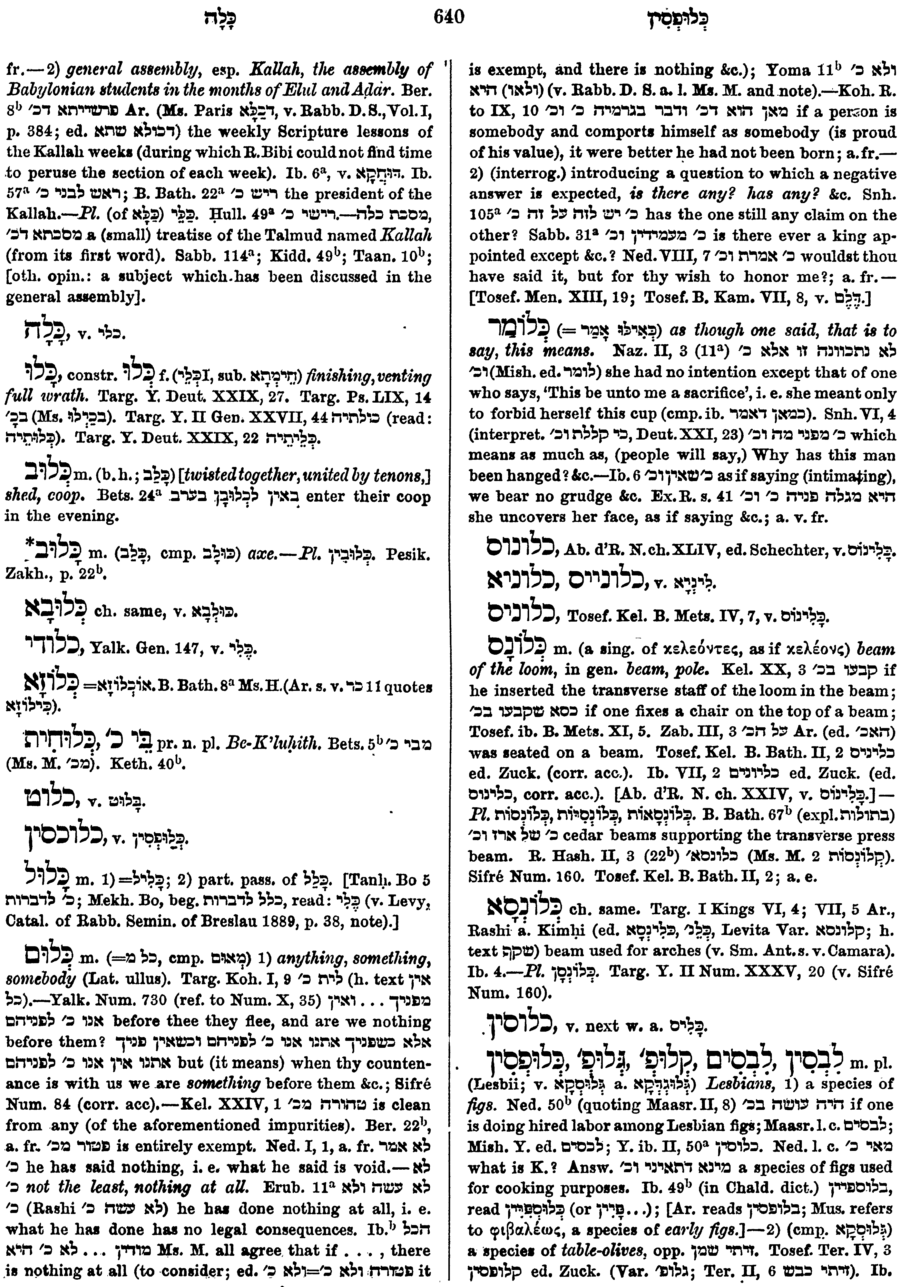 כָּלָה 640 כְּלוּפְסִין
fr.—2) general assembly, esp. Kallah, the assembly of
Babylonian students in the months of Elul and Adar. Ber.
8ᵇ פרשייתא דכ׳ Ar. (Ms. Paris דְכַלָּא, v. Rabb. D. S., Vol. I,
p. 384; ed. דכולא שתא) the weekly Scripture lessons of
the Kallah weeks (during which R. Bibi could not find time
to peruse the section of each week). Ib. 6ᵃ, v. דּוּחֲקָא. Ib.
57ᵃ ראש לבני כ׳; B. Bath. 22ᵃ ריש כ׳ the president of the
Kallah.—Pl. (of כַּלָּא) כַּלֵּי. Ḥull. 49ᵃ ריישי כ׳.—מסכת כלה,
מסכתא דכ׳ a (small) treatise of the Talmud named Kallah
(from its first word). Sabb. 114ᵃ; Kidd. 49ᵇ; Taan. 10ᵇ;
[oth. opin.: a subject which has been discussed in the
general assembly].
כָּלָה, v. כלי.
כָּלוּ, constr. כְּלוּ f. (כְּלֵי I, sub. חֵימְתָא) finishing, venting
full wrath. Targ. Y. Deut. XXIX, 27. Targ. Ps. LIX, 14
בכ׳ (Ms. בכַלְיוּ). Targ. Y. II Gen. XXVII, 44 כילתיה (read:
כְּלוּתֵיהּ). Targ. Y. Deut. XXIX, 22 כְּלֵיתֵיהּ.
כְּלוּב m. (b. h.; כלב) [twisted together, united by tenons,]
shed, coop. Bets. 24ᵃ באין לכְלוּבָן בערב enter their coop
in the evening.
*כָּלוּב m. (כָּלַב, cmp. כּוּלָב) axe.—Pl. כְּלוּבִין. Pesik.
Zakh., p. 22ᵇ.
כְּלוּבָא ch. same, v. כּוּלְבָא.
כלודי, Yalk. Gen. 147, v. כְּלֵי.
כְּלוֹזָא = אוֹכְלוֹזָא. B. Bath. 8ᵃ Ms. H. (Ar. s. v. כר 11 quotes
כִּילוֹזָא).
כְּלוּחִית, בֵּי כ׳ pr. n. pl. Be-K'luḥith. Bets. 5ᵇ מבי כ׳
(Ms. M. מכ׳). Keth. 40ᵇ.
כלוט, v. בָּלוּט.
כלוכסין, v. כְּלוּפְסִין.
כְּלוּל m. 1) = כְּלִיל; 2) part. pass. of כָּלַל. [Tanḥ. Bo 5
כ׳ לדברות; Mekh. Bo, beg. כלל לדברות, read: כְּלִי (v. Levy,
Catal. of Rabb. Semin. of Breslau 1889, p. 38, note).]
כְּלוּם m. (= כל מ׳, cmp. מְאוּם) 1) anything, something,
somebody (Lat. ullus). Targ. Koh. I, 9 לית כ׳ (h. text אין
כל).—Yalk. Num. 730 (ref. to Num. X, 35) מפניך . . . ואין
אנו כ׳ לפניהם before thee they flee, and are we nothing
before them? אלא כשפניך אתנו אנו כ׳ לפניהם וכשאין פניך
אתנו אין אנו כ׳ לפניהם but (it means) when thy counten-
ance is with us we are something before them &c.; Sifré
Num. 84 (corr. acc).—Kel. XXIV, 1 טהורה מכ׳ is clean
from any (of the aforementioned impurities). Ber. 22ᵇ,
a. fr. פטור מכ׳ is entirely exempt. Ned. I, 1, a. fr. לא אמר
כ׳ he has said nothing, i. e. what he said is void.—לא
כ׳ not the least, nothing at all. Erub. 11ᵃ לא עשה ולא
כ׳ (Rashi לא עשה כ׳) he has done nothing at all, i. e.
what he has done has no legal consequences. Ib.ᵇ הכל
מודין . . . לא כ׳ היא Ms. M. all agree that if . . . , there
is nothing at all (to consider; ed. ולא כ׳=פטורה ולא כ׳ it
is exempt, and there is nothing &c.); Yoma 11ᵇ ולא כ׳
היא (ולאו) (v. Rabb. D. S. a. l. Ms. M. and note).—Koh. R.
to IX, 10 מאן הוא דכ׳ ודבר בגרמיה כ׳ וכ׳ if a person is
somebody and comports himself as somebody (is proud
of his value), it were better he had not been born; a. fr.—
2) (interrog.) introducing a question to which a negative
answer is expected, is there any? has any? &c. Snh.
105ᵃ כ׳ יש לזה על זה כ׳ has the one still any claim on the
other? Sabb. 31ᵃ כ׳ מעמידין וכ׳ is there ever a king ap-
pointed except &c.? Ned. VIII, 7 כ׳ אמרת וכ׳ wouldst thou
have said it, but for thy wish to honor me?; a. fr.—
[Tosef. Men. XIII, 19; Tosef. B. Kam. VII, 8, v. הֲלֹם.]
כְּלוֹמַר (= כְּאִילּוּ אָמַר) as though one said, that is to
say, this means. Naz. II, 3 (11ᵃ) לא נתכוונה זו אלא כ׳
וכ׳ (Mish. ed. לומר) she had no intention except that of one
who says, 'This be unto me a sacrifice', i. e. she meant only
to forbid herself this cup (cmp. ib. כמאן דאמר). Snh. VI, 4
(interpret. כי קללת וכ׳, Deut. XXI, 23) כ׳ מפני מה וכ׳ which
means as much as, (people will say,) Why has this man
been hanged? &c.—Ib. 6 כ׳ שאין וכ׳ as if saying (intimating),
we bear no grudge &c. Ex. R. s. 41 היא מגלה פניה כ׳ וכ׳
she uncovers her face, as if saying &c.; a. v. fr.
כלונוס, Ab. d'R. N. ch. XLIV, ed. Schechter, v. כָּלִינוֹס.
כלוניא, כלונייס, v. לִינְיָא.
כלוניס, Tosef. Kel. B. Mets. IV, 7, v. כָּלִינוֹס.
כְּלוֹנָס m. (a sing. of κελεόντες, as if κελέονς) beam
of the loom, in gen. beam, pole. Kel. XX, 3 קבעו בכ׳ if
he inserted the transverse staff of the loom in the beam;
כסא שקבעו בכ׳ if one fixes a chair on the top of a beam;
Tosef. ib. B. Mets. XI, 5. Zab. III, 3 על הכ׳ Ar. (ed. האכ׳)
was seated on a beam. Tosef. Kel. B. Bath. II, 2 כלינים
ed. Zuck. (corr. acc.). Ib. VII, 2 כליונים ed. Zuck. (ed.
כלינוס, corr. acc.). [Ab. d'R. N. ch. XXIV, v. כָּלִינוֹס.]—
Pl. כְּלוֹנְסָאוֹת, כְּלוֹנְסִיּוֹת, כְּלוֹנְסוֹת. B. Bath. 67ᵇ (expl. בתולות)
כ׳ של ארז וכ׳ cedar beams supporting the transverse press
beam. R. Hash. II, 3 (22ᵇ) כלונסא׳ (Ms. M. 2 קְלוֹנְסוֹת).
Sifré Num. 160. Tosef. Kel. B. Bath. II, 2; a. e.
כְּלוֹנְסָא ch. same. Targ. I Kings VI, 4; VII, 5 Ar.,
Rashi a. Kimḥi (ed. כְּלִינְסָא, כְּלָנ׳, Levita Var. קלונסא; h.
text שקף) beam used for arches (v. Sm. Ant. s. v. Camara).
Ib. 4.—Pl. כְּלוֹנְסָן. Targ. Y. II Num. XXXV, 20 (v. Sifré
Num. 160).
כלוסין, v. next w. a. כְּלִיס.
כְּלוּפְסִין, גְּלוּפ׳, קְלוּפ׳, לִבְסִים, לִבְסִין m. pl.
(Lesbii; v. גְּלוּסְקָא a. גְּלוּגְדְּקָא) Lesbians, 1) a species of
figs. Ned. 50ᵇ (quoting Maasr. II, 8) היה עושה בכ׳ if one
is doing hired labor among Lesbian figs; Maasr. l. c. לבסים;
Mish. Y. ed. לכסים; Y. ib. II, 50ᵃ כלוסין. Ned. l. c. מאי כ׳
what is K.? Answ. מינא דתאיני וכ׳ a species of figs used
for cooking purposes. Ib. 49ᵇ (in Chald. dict.) בלוספיין,
read כְּלוּפְסִיִּין (or פָּיִין...); [Ar. reads בלופסין; Mus. refers
to φιβαλέως, a species of early figs.]—2) (cmp. גְּלוּסְקָא)
a species of table-olives, opp. זיתי שמן. Tosef. Ter. IV, 3
קלופסין ed. Zuck. (Var. גלופ׳; Ter. II, 6 זיתי כבש). Ib.